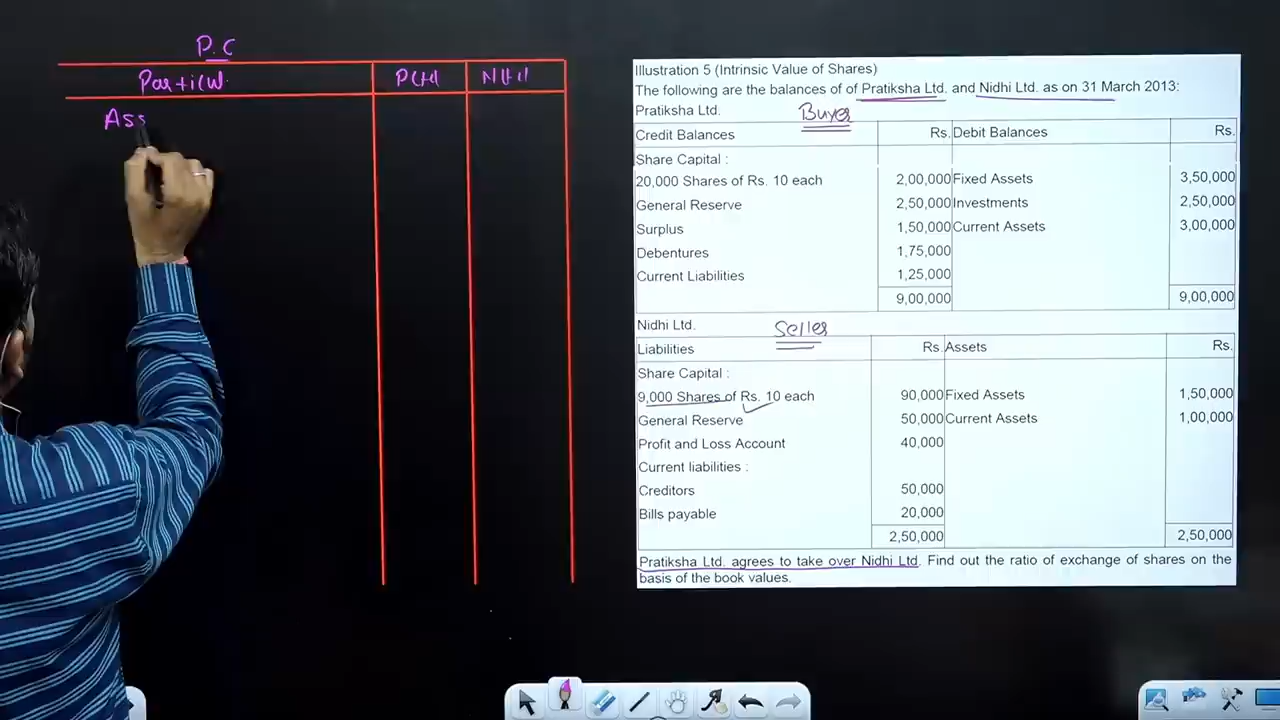 P.C
Particul. P(H) N(H)
Ass
Illustration 5 (Intrinsic Value of Shares)
The following are the balances of of Pratiksha Ltd. and Nidhi Ltd. as on 31 March 2013:
Pratiksha Ltd. Buyer
Credit Balances Rs. Debit Balances Rs.
Share Capital :
20,000 Shares of Rs. 10 each 2,00,000 Fixed Assets 3,50,000
General Reserve 2,50,000 Investments 2,50,000
Surplus 1,50,000 Current Assets 3,00,000
Debentures 1,75,000
Current Liabilities 1,25,000
9,00,000 9,00,000
Nidhi Ltd. Seller
Liabilities Rs. Assets Rs.
Share Capital :
9,000 Shares of Rs. 10 each 90,000 Fixed Assets 1,50,000
General Reserve 50,000 Current Assets 1,00,000
Profit and Loss Account 40,000
Current liabilities :
Creditors 50,000
Bills payable 20,000
2,50,000 2,50,000
Pratiksha Ltd. agrees to take over Nidhi Ltd. Find out the ratio of exchange of shares on the
basis of the book values.